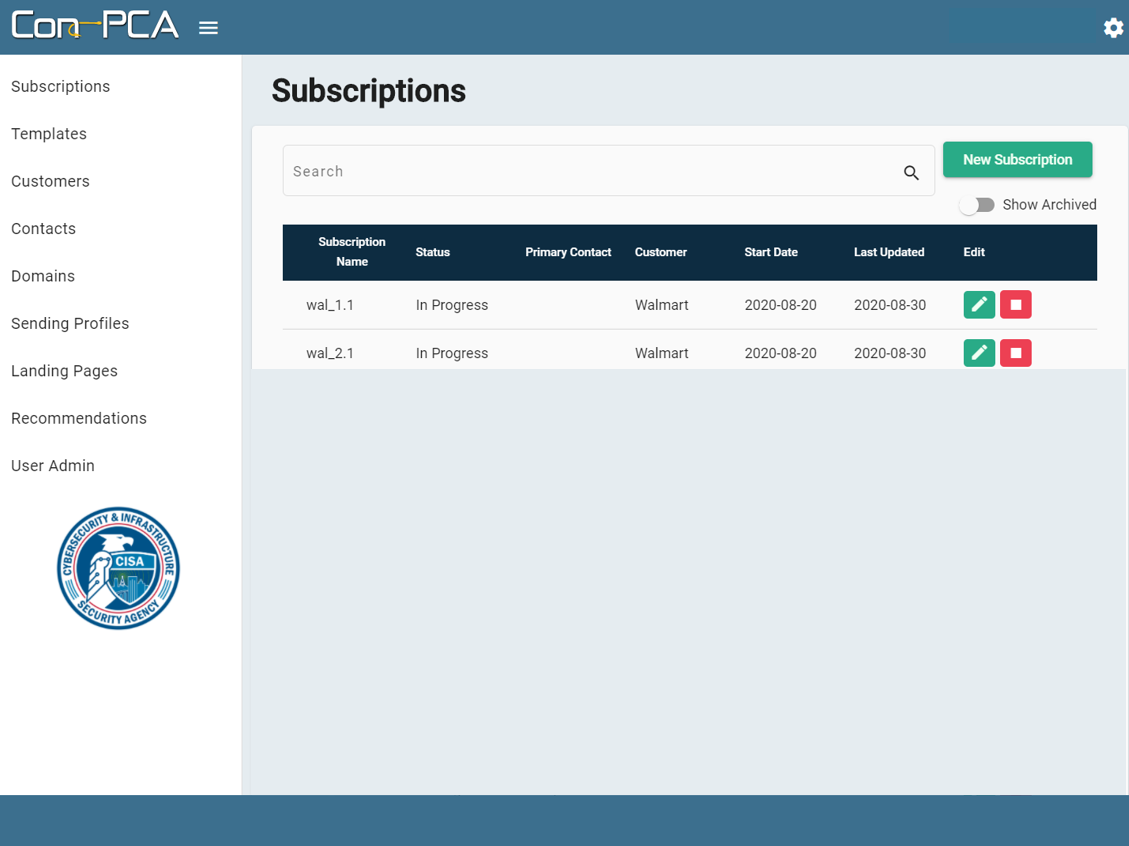 Con-PCA
Subscriptions
Templates
Customers
Contacts
Domains
Sending Profiles
Landing Pages
Recommendations
User Admin
CYBERSECURITY & INFRASTRUCTURE
CISA
SECURITY AGENCY
Subscriptions
Search
New Subscription
Show Archived
Subscription
Name Status Primary Contact Customer Start Date Last Updated Edit
wal_1.1 In Progress Walmart 2020-08-20 2020-08-30
wal_2.1 In Progress Walmart 2020-08-20 2020-08-30